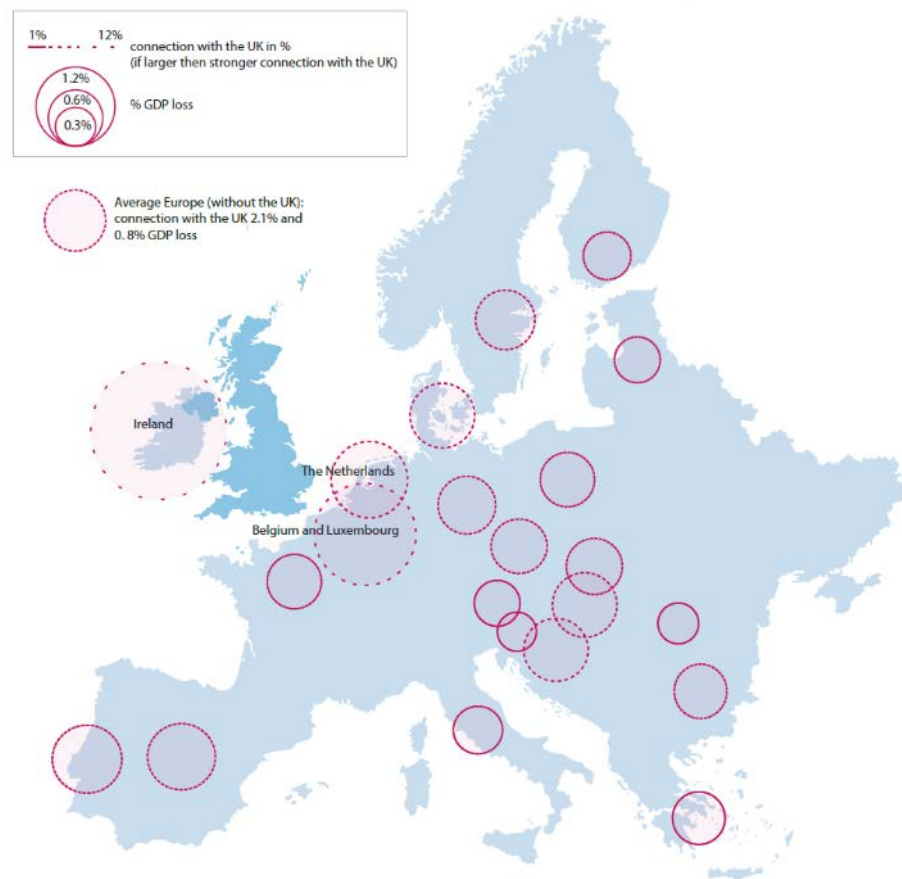 1% 12%
connection with the UK in %
(if larger then stronger connection with the UK)
1.2%
0.6%
% GDP loss
0.3%
Average Europe (without the UK):
connection with the UK 2.1% and
0. 8% GDP loss
Ireland
The Netherlands
Belgium and Luxembourg